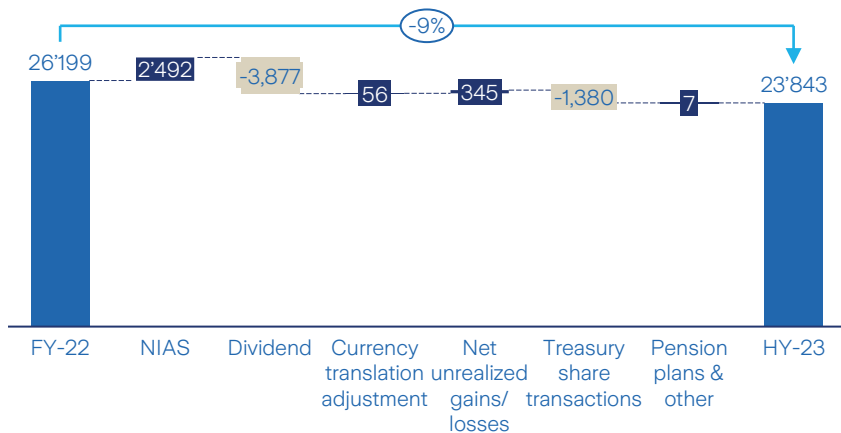 -9%
26'199
2'492
-3,877
56
345
-1,380
7
23'843
FY-22
NIAS
Dividend
Currency
translation
adjustment
Net
unrealized
gains/
losses
Treasury
share
transactions
Pension
plans &
other
HY-23